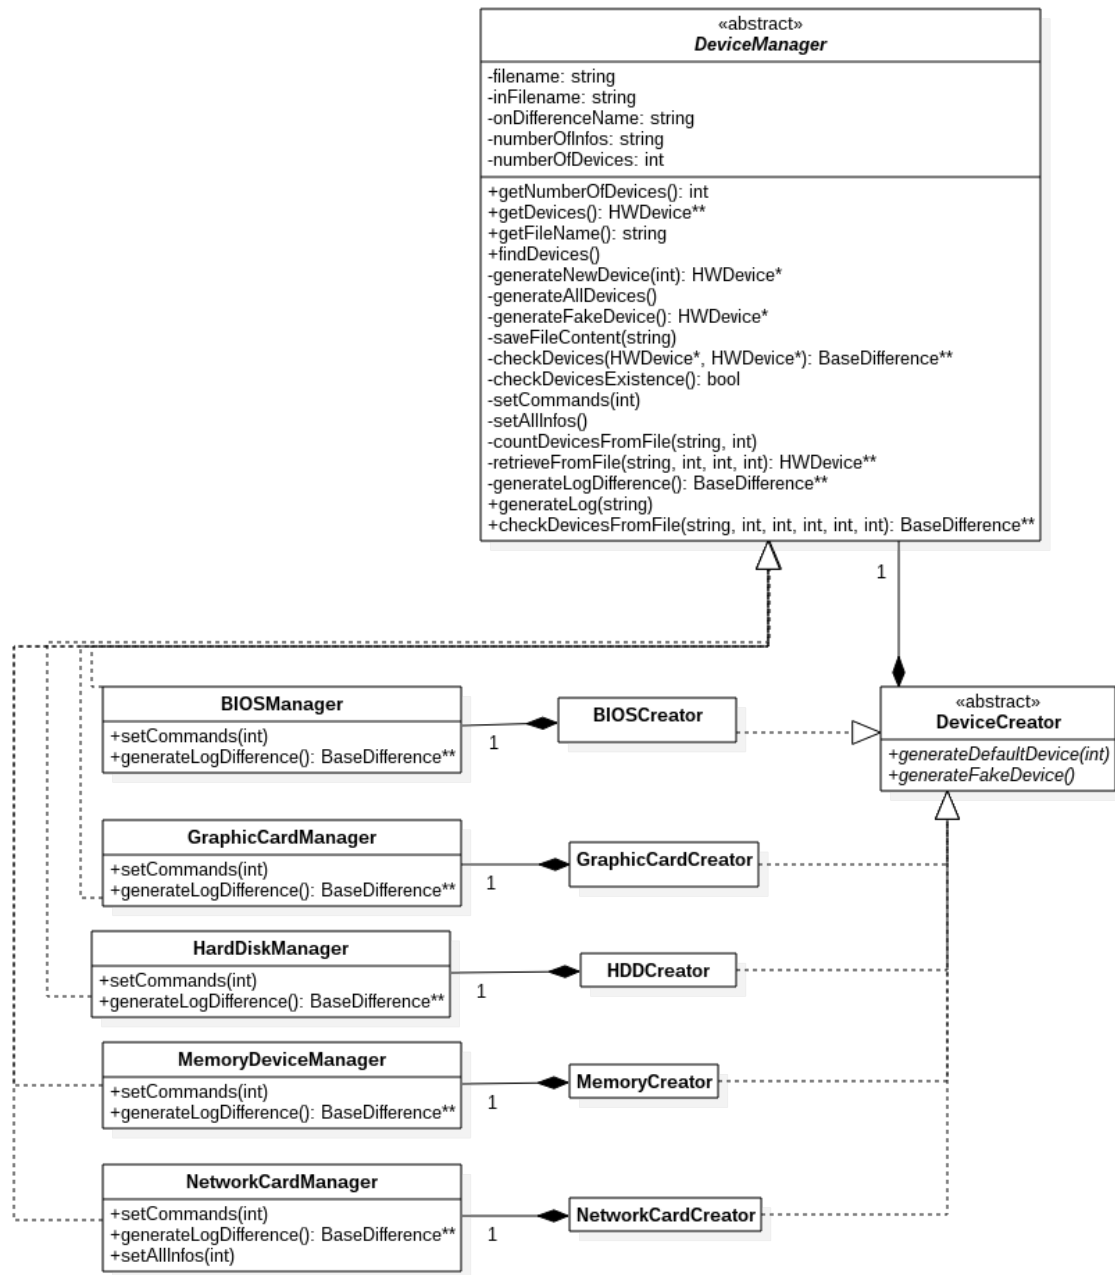 «abstract»
DeviceManager
-filename: string
-inFilename: string
-onDifferenceName: string
-numberOfInfos: string
-numberOfDevices: int
+getNumberOfDevices(): int
+getDevices(): HWDevice**
+getFileName(): string
+findDevices()
-generateNewDevice(int): HWDevice*
-generateAllDevices()
-generateFakeDevice(): HWDevice*
-saveFileContent(string)
-checkDevices(HWDevice*, HWDevice*): BaseDifference**
-checkDevicesExistence(): bool
-setCommands(int)
-setAllInfos()
-countDevicesFromFile(string, int)
-retrieveFromFile(string, int, int, int): HWDevice**
-generateLogDifference(): BaseDifference**
+generateLog(string)
+checkDevicesFromFile(string, int, int, int, int, int): BaseDifference**
1
BIOSManager
+setCommands(int)
+generateLogDifference(): BaseDifference**
1
BIOSCreator
«abstract»
DeviceCreator
+generateDefaultDevice(int)
+generateFakeDevice()
GraphicCardManager
+setCommands(int)
+generateLogDifference(): BaseDifference**
1
GraphicCardCreator
HardDiskManager
+setCommands(int)
+generateLogDifference(): BaseDifference**
1
HDDCreator
MemoryDeviceManager
+setCommands(int)
+generateLogDifference(): BaseDifference**
1
MemoryCreator
NetworkCardManager
+setCommands(int)
+generateLogDifference(): BaseDifference**
+setAllInfos(int)
1
NetworkCardCreator